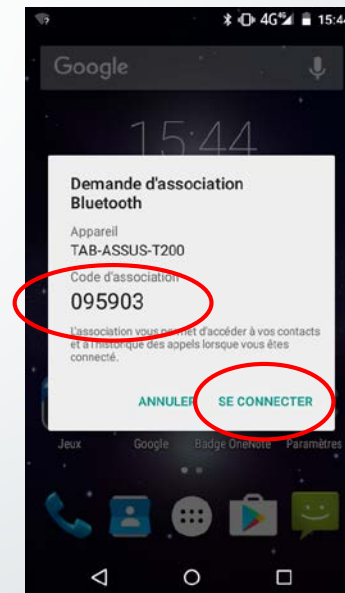 4G 15:44
Google
15:44
Demande d'association
Bluetooth
Appareil
TAB-ASSUS-T200
Code d'association
095903
L'association vous permet d'accéder à vos contacts
et à l'historique des appels lorsque vous êtes
connecté.
ANNULER SE CONNECTER
Jeux Google Badge OneNote Paramètres